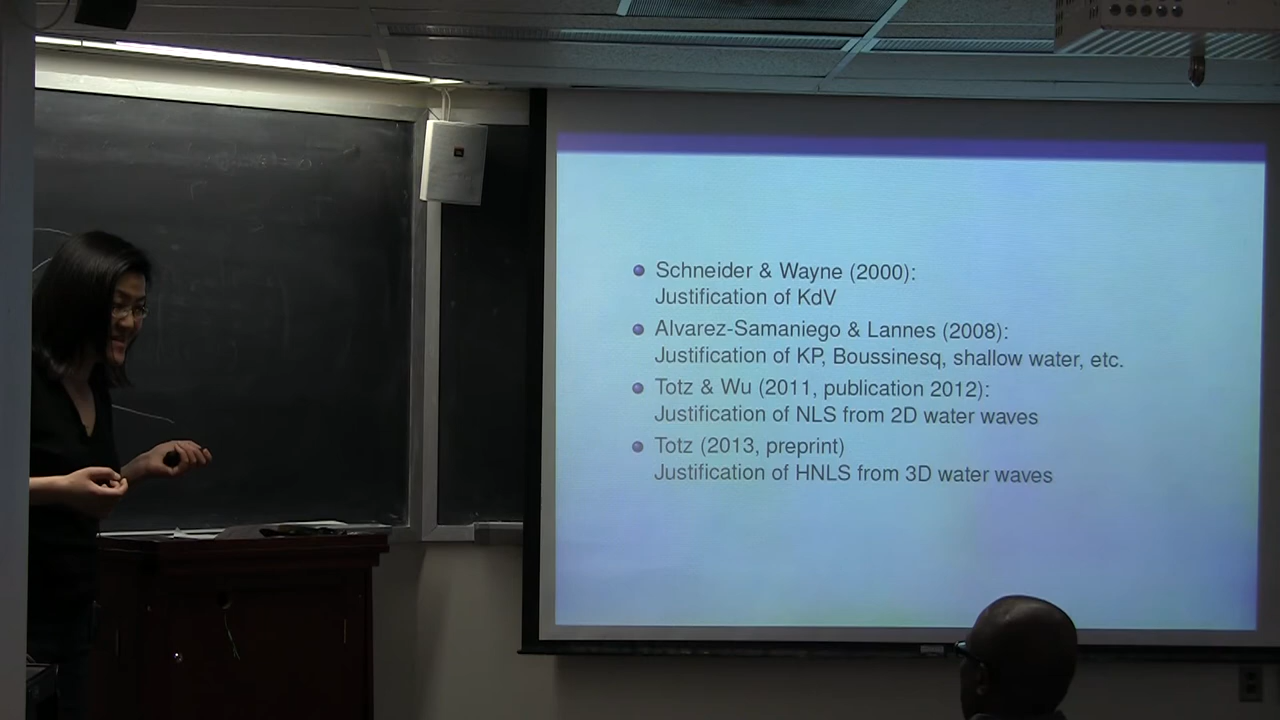 Schneider & Wayne (2000):
Justification of KdV
Alvarez-Samaniego & Lannes (2008):
Justification of KP, Boussinesq, shallow water, etc.
Totz & Wu (2011, publication 2012):
Justification of NLS from 2D water waves
Totz (2013, preprint)
Justification of HNLS from 3D water waves